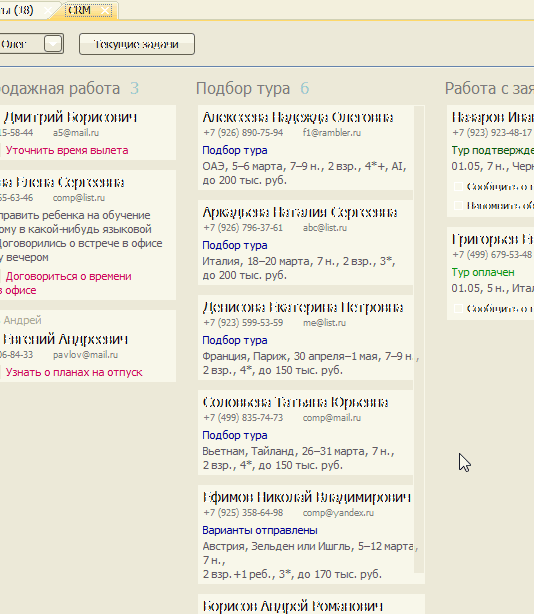 ты (18)
CRM
Олег
Текущие задачи
одажная работа 3
Дмитрий Борисович
15-58-44 a5@mail.ru
Уточнить время вылета
на Елена Сергеевна
65-63-46 comp@list.ru
править ребенка на обучение
ому в какой-нибудь языковой
Договорились о встрече в офисе
у вечером
Договориться о времени
в офисе
Андрей
Евгений Андреевич
06-84-33 pavlov@mail.ru
Узнать о планах на отпуск
Подбор тура 6
Алексеева Надежда Олеговна
+7 (926) 890-75-94 f1@rambler.ru
Подбор тура
ОАЭ, 5–6 марта, 7–9 н., 2 взр., 4*+, AI,
до 200 тыс. руб.
Аркадьева Наталия Сергеевна
+7 (926) 796-37-61 abc@list.ru
Подбор тура
Италия, 18–20 марта, 7 н., 2 взр., 3*,
до 200 тыс. руб.
Денисова Екатерина Петровна
+7 (923) 599-53-59 me@list.ru
Подбор тура
Франция, Париж, 30 апреля–1 мая, 7–9 н.,
2 взр., 4*, до 150 тыс. руб.
Соловьева Татьяна Юрьевна
+7 (499) 835-74-73 comp@mail.ru
Подбор тура
Вьетнам, Тайланд, 26–31 марта, 7 н.,
2 взр., 4*, до 150 тыс. руб.
Ефимов Николай Владимирович
+7 (925) 358-64-98 comp@yandex.ru
Варианты отправлены
Австрия, Зельден или Ишгль, 5–12 марта,
7 н.,
2 взр.+1 реб., 3*, до 170 тыс. руб.
Борисов Андрей Романович
Работа с зая
Назаров Иван
+7 (923) 923-48-17
Тур подтвержде
01.05, 7 н., Черн
Сообщить о
Напомнить об
Григорьев Ев
+7 (499) 679-53-48
Тур оплачен
01.05, 5 н., Итал
Сообщить о